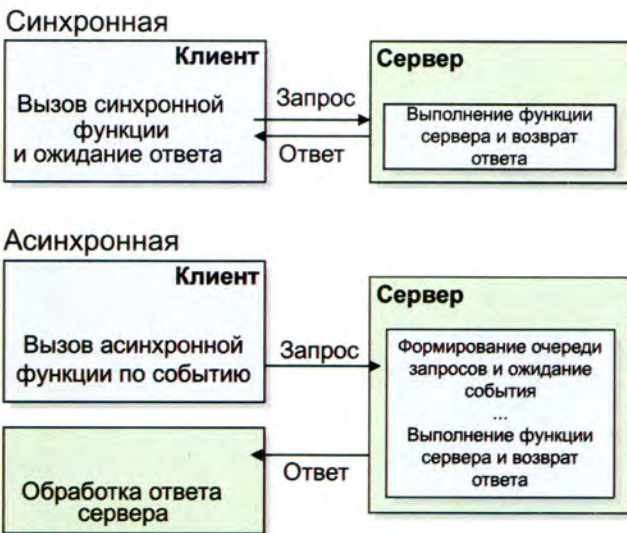 Синхронная
Клиент
Вызов синхронной
функции
и ожидание ответа
Запрос
Ответ
Сервер
Выполнение функции
сервера и возврат
ответа
Асинхронная
Клиент
Вызов асинхронной
функции по событию
Запрос
Сервер
Формирование очереди
запросов и ожидание
события
...
Выполнение функции
сервера и возврат
ответа
Ответ
Обработка ответа
сервера